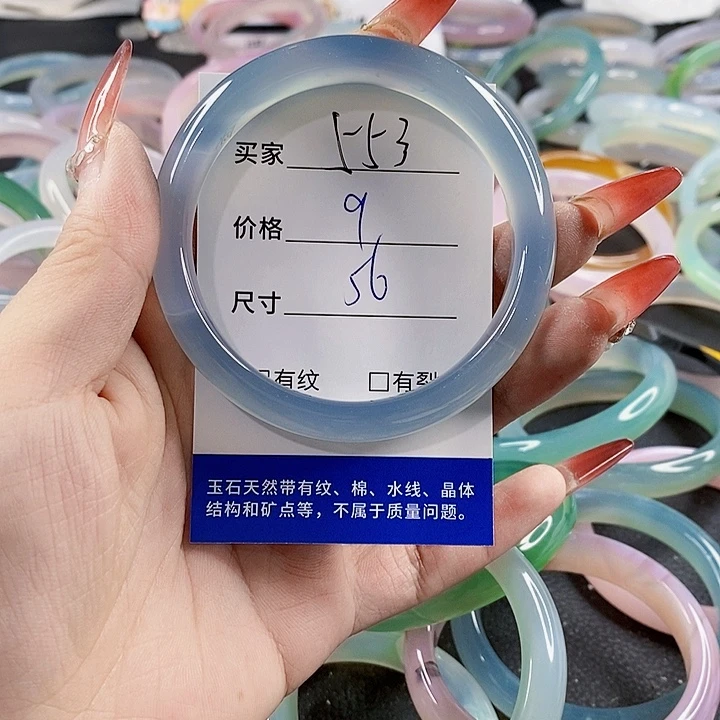 买家 553
价格 9
尺寸 56
有纹 □有裂
玉石天然带有纹、棉、水线、晶体
结构和矿点等，不属于质量问题。